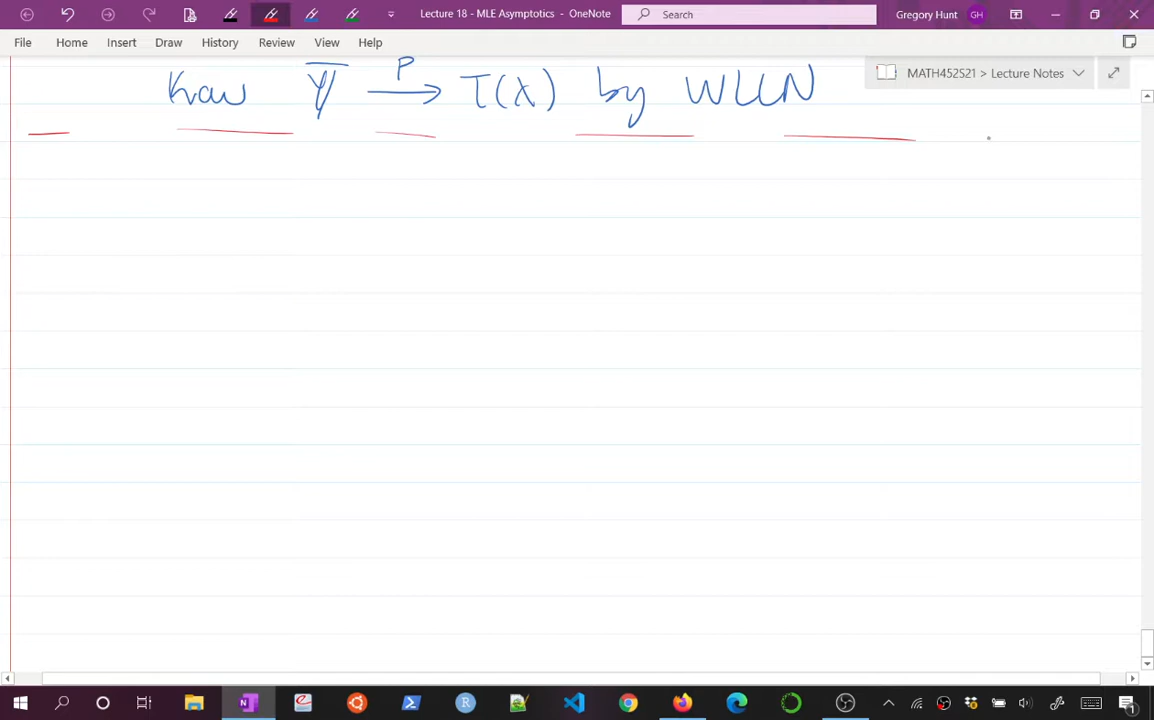 Lecture 18 - MLE Asymptotics - OneNote
Search
Gregory Hunt GH
File Home Insert Draw History Review View Help
MATH452S21 > Lecture Notes
Know Ȳ →ᴾ T(λ) by WLLN